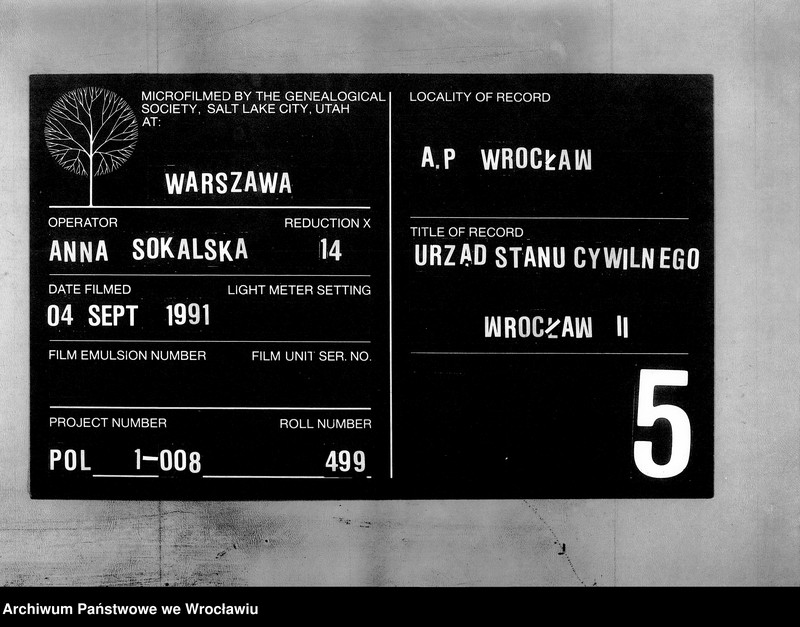 MICROFILMED BY THE GENEALOGICAL
SOCIETY, SALT LAKE CITY, UTAH
AT:
WARSZAWA
OPERATOR REDUCTION X
ANNA SOKALSKA 14
DATE FILMED LIGHT METER SETTING
04 SEPT 1991
FILM EMULSION NUMBER FILM UNIT SER. NO.
PROJECT NUMBER ROLL NUMBER
POL 1-008 499
LOCALITY OF RECORD
A.P WROCŁAW
TITLE OF RECORD
URZĄD STANU CYWILNEGO
WROCŁAW II
5
Archiwum Państwowe we Wrocławiu